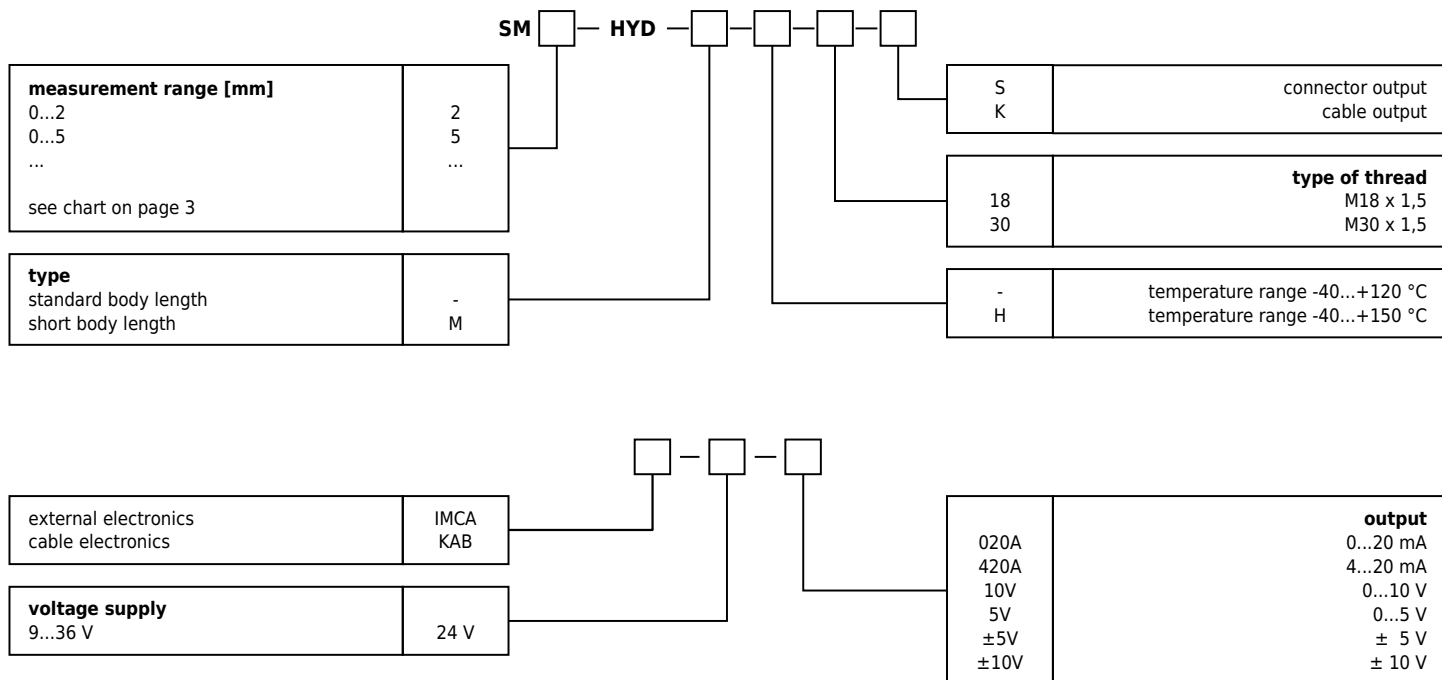 SM — HYD — — — —
measurement range [mm]
0...2 2
0...5 5
... ...
see chart on page 3
type
standard body length -
short body length M
S connector output
K cable output
type of thread
18 M18 x 1,5
30 M30 x 1,5
- temperature range -40...+120 °C
H temperature range -40...+150 °C
— —
external electronics IMCA
cable electronics KAB
voltage supply
9...36 V 24 V
output
020A 0...20 mA
420A 4...20 mA
10V 0...10 V
5V 0...5 V
±5V ± 5 V
±10V ± 10 V